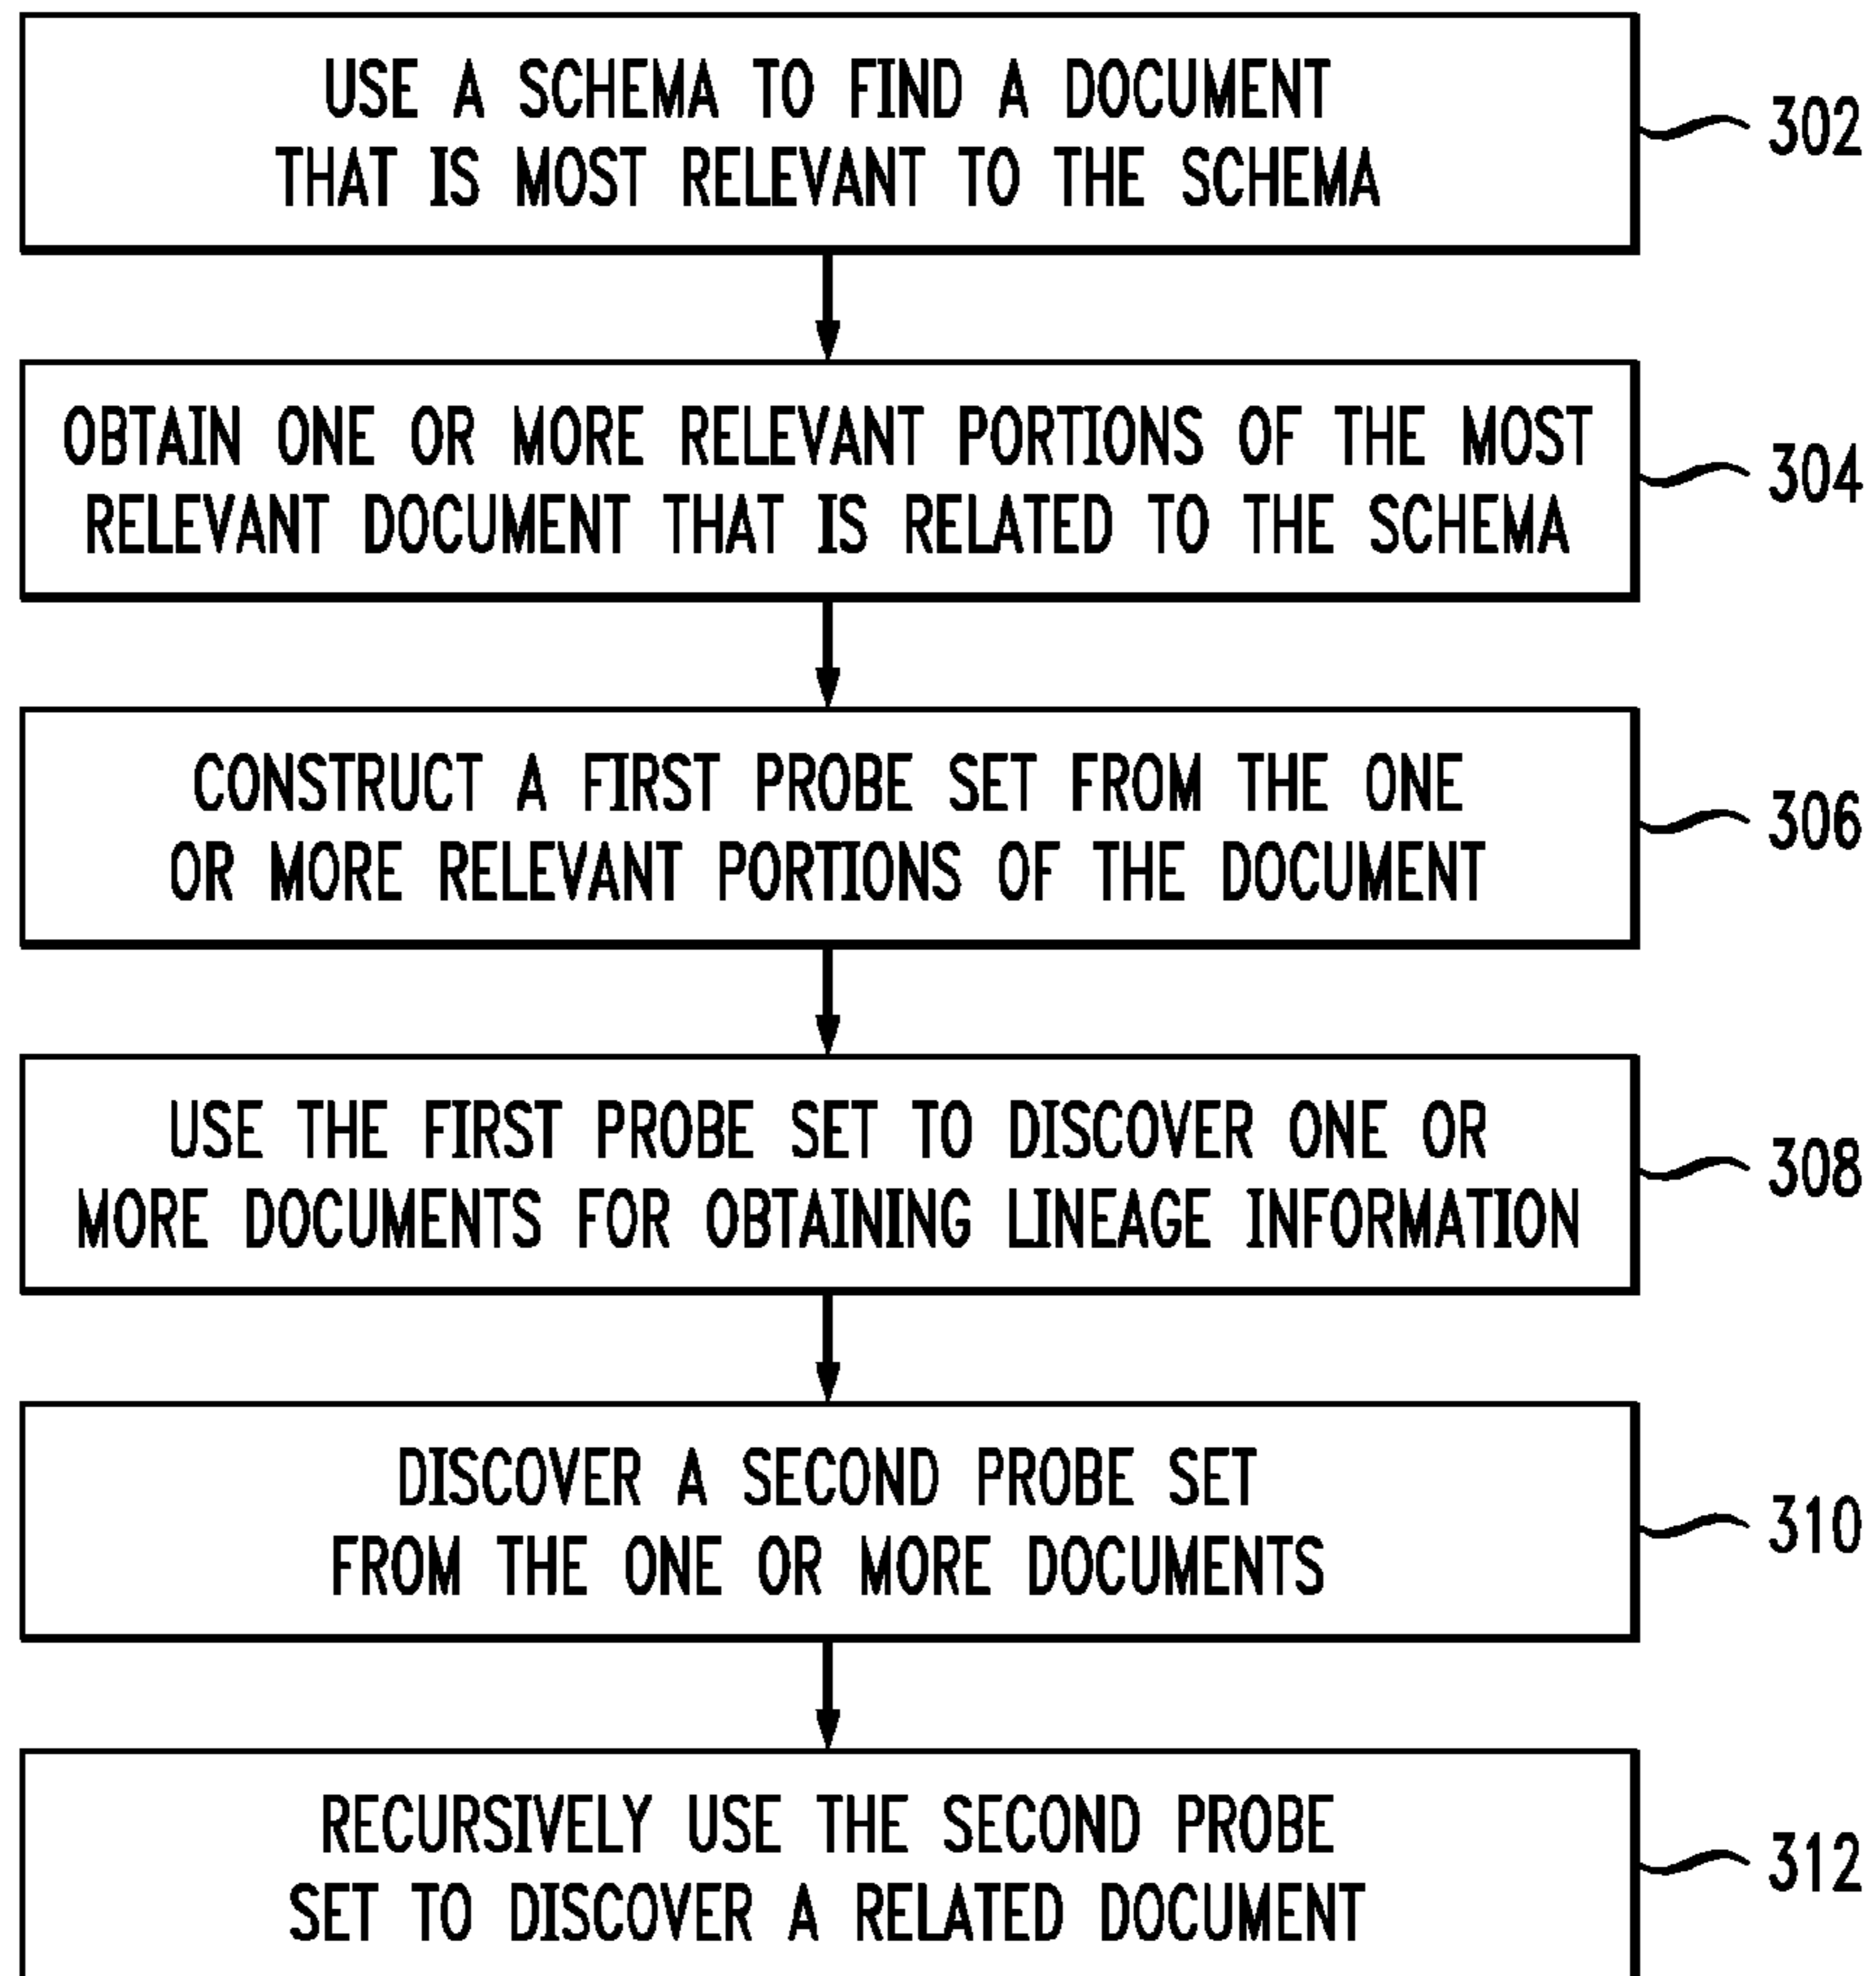 USE A SCHEMA TO FIND A DOCUMENT
THAT IS MOST RELEVANT TO THE SCHEMA
302
OBTAIN ONE OR MORE RELEVANT PORTIONS OF THE MOST
RELEVANT DOCUMENT THAT IS RELATED TO THE SCHEMA
304
CONSTRUCT A FIRST PROBE SET FROM THE ONE
OR MORE RELEVANT PORTIONS OF THE DOCUMENT
306
USE THE FIRST PROBE SET TO DISCOVER ONE OR
MORE DOCUMENTS FOR OBTAINING LINEAGE INFORMATION
308
DISCOVER A SECOND PROBE SET
FROM THE ONE OR MORE DOCUMENTS
310
RECURSIVELY USE THE SECOND PROBE
SET TO DISCOVER A RELATED DOCUMENT
312